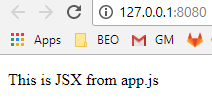 127.0.0.1:8080
Apps BEO GM
This is JSX from app.js